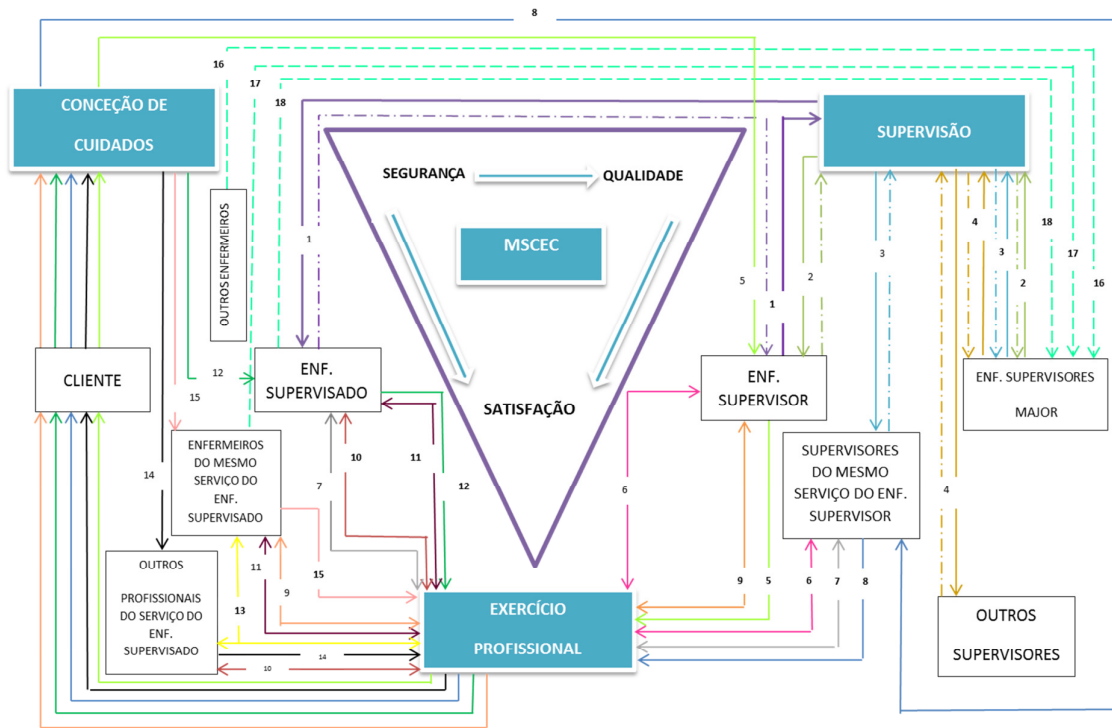 8
16
17
18
CONCEÇÃO DE
CUIDADOS
SUPERVISÃO
SEGURANÇA
QUALIDADE
MSCEC
SATISFAÇÃO
OUTROS ENFERMEIROS
1
5
2
1
3
4
3
2
18
17
16
CLIENTE
12
15
ENF.
SUPERVISADO
ENF.
SUPERVISOR
ENF. SUPERVISORES
MAJOR
ENFERMEIROS
DO MESMO
SERVIÇO DO
ENF.
SUPERVISADO
SUPERVISORES
DO MESMO
SERVIÇO DO ENF.
SUPERVISOR
14
7
10
11
12
6
4
OUTROS
PROFISSIONAIS
DO SERVIÇO DO
ENF.
SUPERVISADO
11
9
15
13
14
10
9
5
6
7
8
EXERCÍCIO
PROFISSIONAL
OUTROS
SUPERVISORES